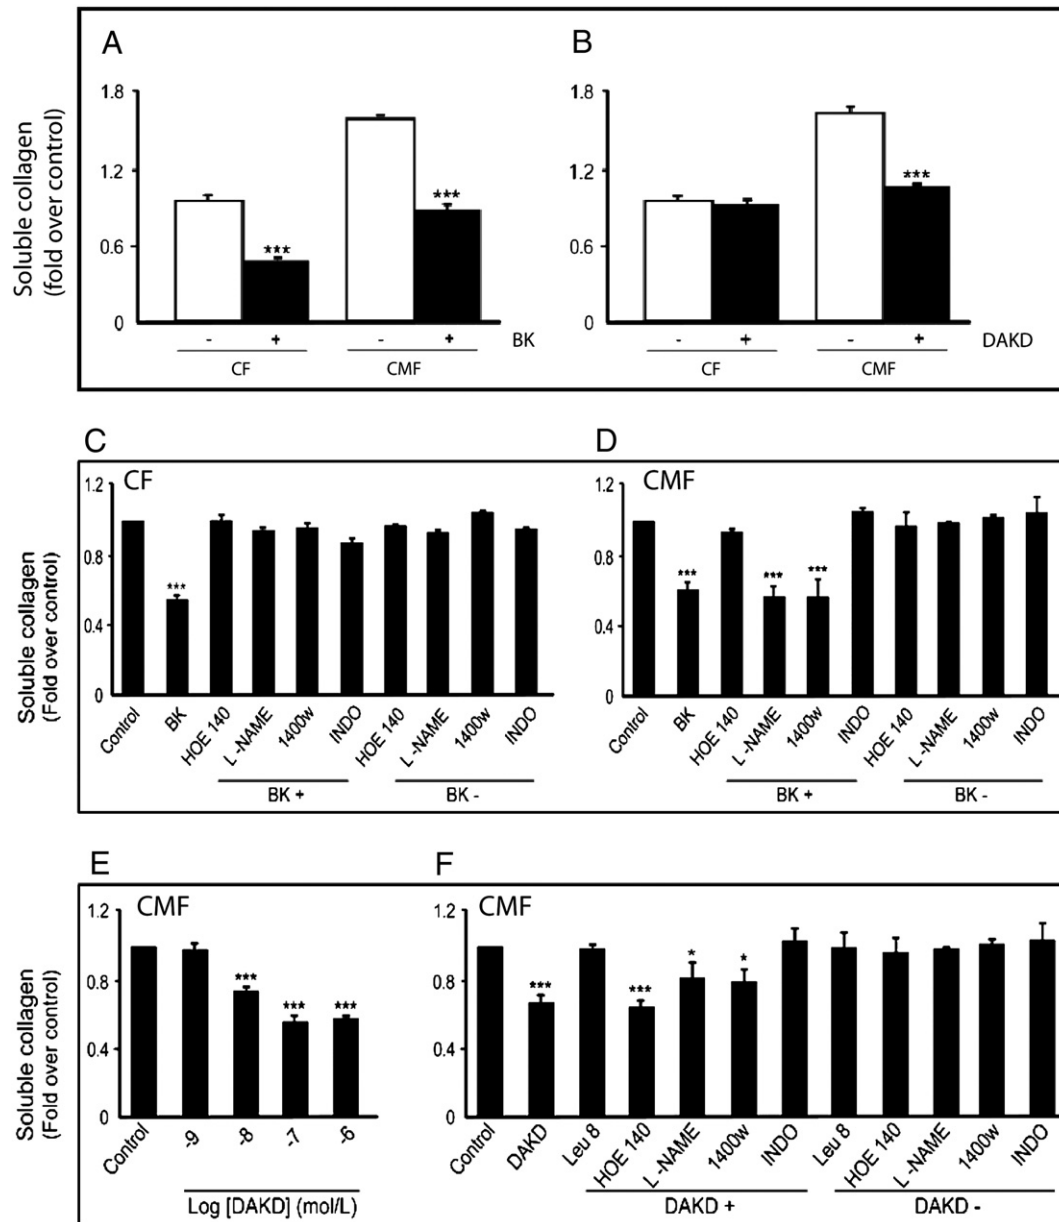 A
B
Soluble collagen
(fold over control)
1.8
1.2
0.6
0
***
***
- + - + BK
CF CMF
1.8
1.2
0.6
0
***
- + - + DAKD
CF CMF
C
D
Soluble collagen
(Fold over control)
CF
1.2
0.8
0.4
0
***
Control BK HOE 140 L-NAME 1400w INDO HOE 140 L-NAME 1400w INDO
BK + BK -
CMF
1.2
0.8
0.4
0
*** *** ***
Control BK HOE 140 L-NAME 1400w INDO HOE 140 L-NAME 1400w INDO
BK + BK -
E
F
Soluble collagen
(Fold over control)
CMF
1.2
0.8
0.4
0
*** *** ***
Control -9 -8 -7 -6
Log [DAKD] (mol/L)
CMF
1.2
0.8
0.4
0
*** *** * *
Control DAKD Leu 8 HOE 140 L-NAME 1400w INDO Leu 8 HOE 140 L-NAME 1400w INDO
DAKD + DAKD -